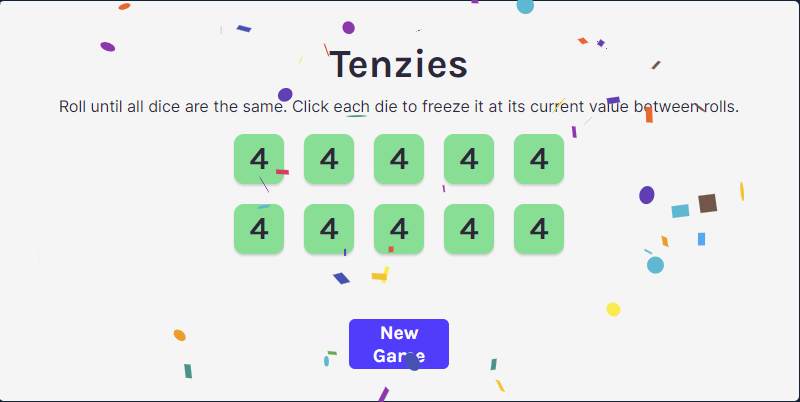 Tenzies
Roll until all dice are the same. Click each die to freeze it at its current value between rolls.
4 4 4 4 4
4 4 4 4 4
New
Game